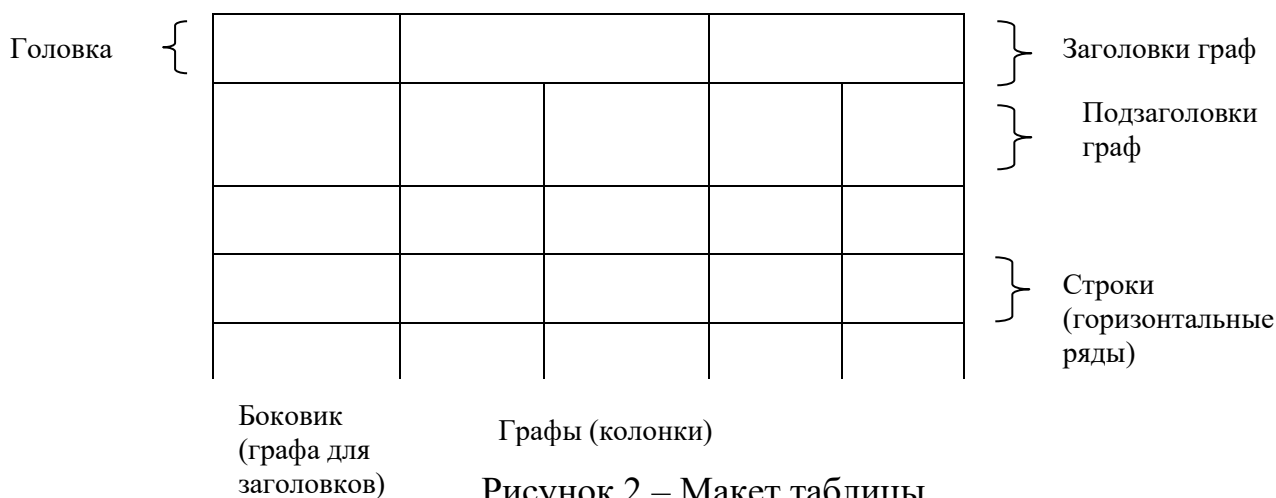 Головка
Заголовки граф
Подзаголовки
граф
Строки
(горизонтальные
ряды)
Боковик
(графа для
заголовков)
Графы (колонки)
Рисунок 2 – Макет таблицы